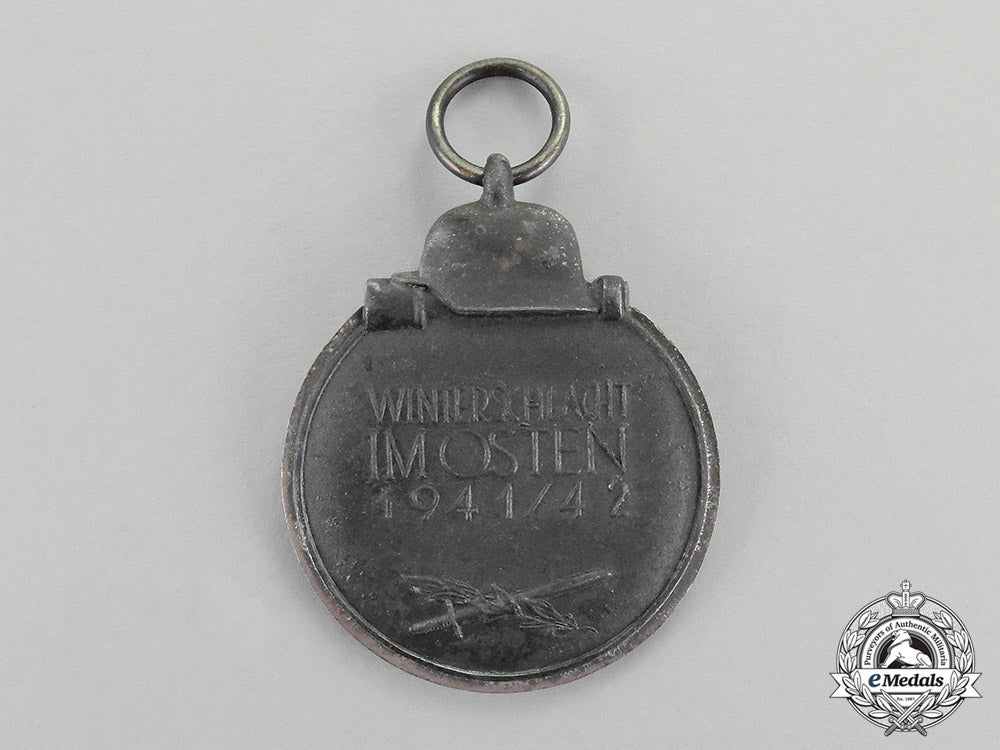 WINTERSCHLACHT
IM OSTEN
1941/42
Purveyors of Authentic Militaria
eMedals